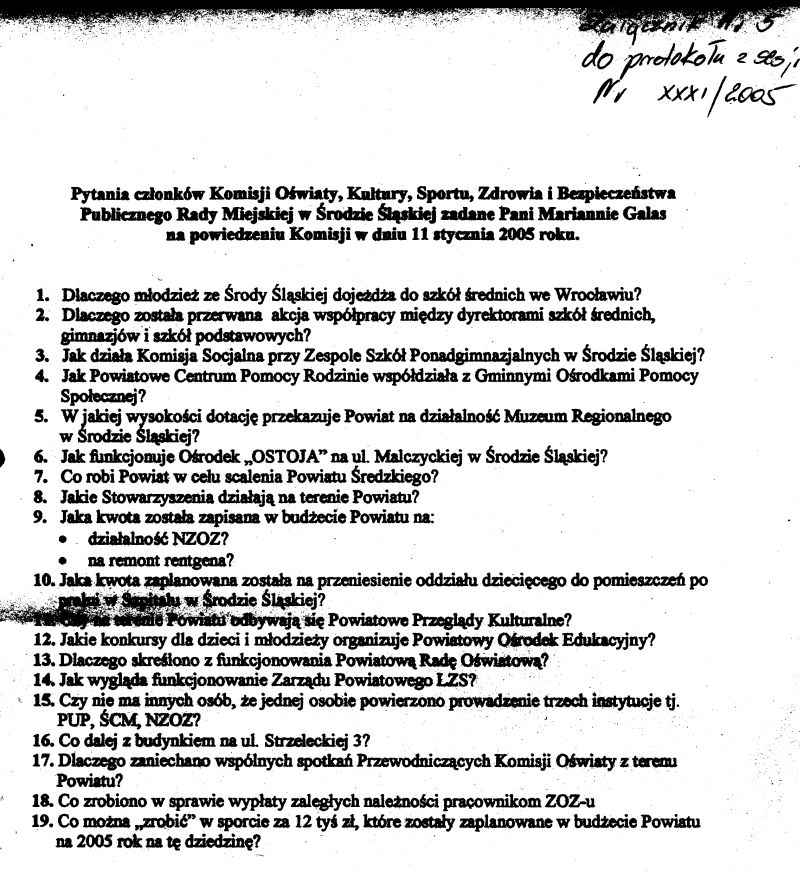 Załącznik Nr 5
do protokołu z sesji
Nr XXXI/2005
Pytania członków Komisji Oświaty, Kultury, Sportu, Zdrowia i Bezpieczeństwa
Publicznego Rady Miejskiej w Środzie Śląskiej zadane Pani Mariannie Galas
na powiedzeniu Komisji w dniu 11 stycznia 2005 roku.
1. Dlaczego młodzież ze Środy Śląskiej dojeżdża do szkół średnich we Wrocławiu?
2. Dlaczego została przerwana akcja współpracy między dyrektorami szkół średnich,
gimnazjów i szkół podstawowych?
3. Jak działa Komisja Socjalna przy Zespole Szkół Ponadgimnazjalnych w Środzie Śląskiej?
4. Jak Powiatowe Centrum Pomocy Rodzinie współdziała z Gminnymi Ośrodkami Pomocy
Społecznej?
5. W jakiej wysokości dotację przekazuje Powiat na działalność Muzeum Regionalnego
w Środzie Śląskiej?
6. Jak funkcjonuje Ośrodek „OSTOJA” na ul. Malczyckiej w Środzie Śląskiej?
7. Co robi Powiat w celu scalenia Powiatu Średzkiego?
8. Jakie Stowarzyszenia działają na terenie Powiatu?
9. Jaka kwota została zapisana w budżecie Powiatu na:
• działalność NZOZ?
• na remont rentgena?
10. Jaka kwota zaplanowana została na przeniesienie oddziału dziecięcego do pomieszczeń po
pralni w Szpitalu w Środzie Śląskiej?
11. Czy na terenie Powiatu odbywają się Powiatowe Przeglądy Kulturalne?
12. Jakie konkursy dla dzieci i młodzieży organizuje Powiatowy Ośrodek Edukacyjny?
13. Dlaczego skreślono z funkcjonowania Powiatową Radę Oświatową?
14. Jak wygląda funkcjonowanie Zarządu Powiatowego LZS?
15. Czy nie ma innych osób, że jednej osobie powierzono prowadzenie trzech instytucje tj.
PUP, ŚCM, NZOZ?
16. Co dalej z budynkiem na ul. Strzeleckiej 3?
17. Dlaczego zaniechano wspólnych spotkań Przewodniczących Komisji Oświaty z terenu
Powiatu?
18. Co zrobiono w sprawie wypłaty zaległych należności pracownikom ZOZ-u
19. Co można „zrobić” w sporcie za 12 tyś zł, które zostały zaplanowane w budżecie Powiatu
na 2005 rok na tę dziedzinę?